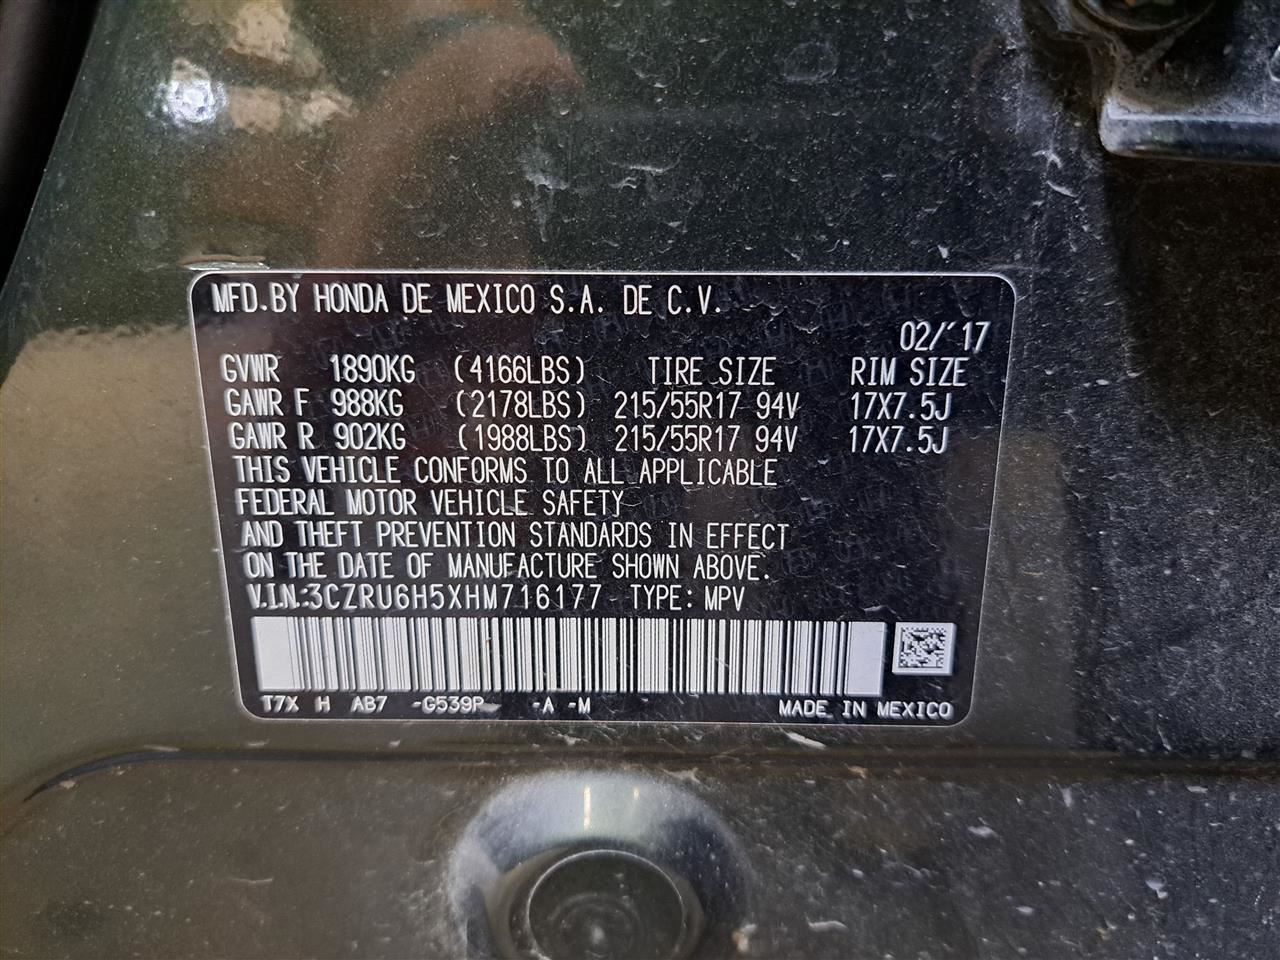 MFD.BY HONDA DE MEXICO S.A. DE C.V.
02/'17
GVWR 1890KG (4166LBS) TIRE SIZE RIM SIZE
GAWR F 988KG (2178LBS) 215/55R17 94V 17X7.5J
GAWR R 902KG (1988LBS) 215/55R17 94V 17X7.5J
THIS VEHICLE CONFORMS TO ALL APPLICABLE
FEDERAL MOTOR VEHICLE SAFETY
AND THEFT PREVENTION STANDARDS IN EFFECT
ON THE DATE OF MANUFACTURE SHOWN ABOVE.
V.I.N.:3CZRU6H5XHM716177 TYPE: MPV
T7X H AB7 -G539P -A -M MADE IN MEXICO